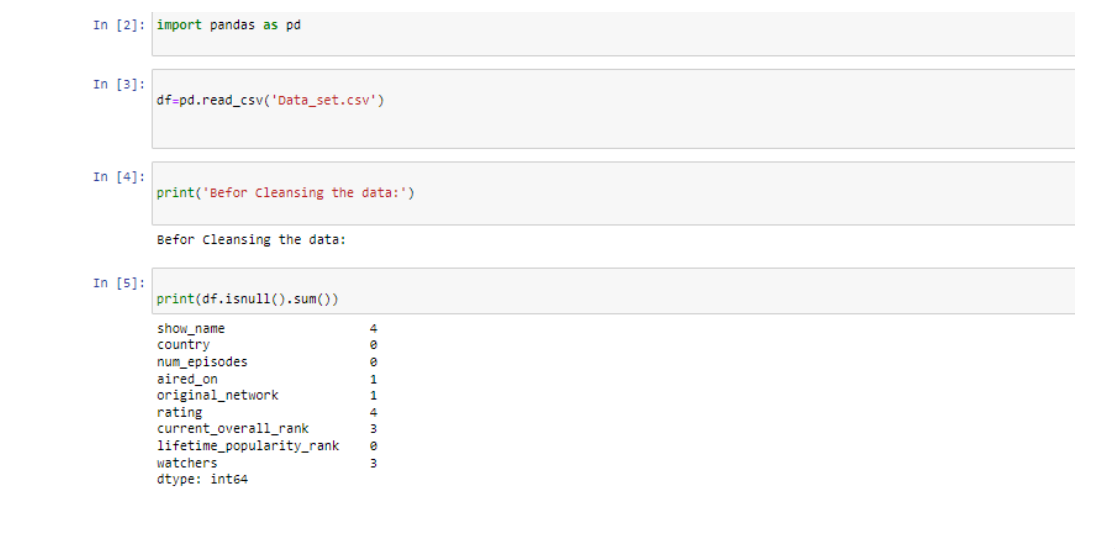 In [2]: import pandas as pd
In [3]:
df=pd.read_csv('Data_set.csv')
In [4]:
print('Befor Cleansing the data:')
Befor Cleansing the data:
In [5]:
print(df.isnull().sum())
show_name 4
country 0
num_episodes 0
aired_on 1
original_network 1
rating 4
current_overall_rank 3
lifetime_popularity_rank 0
watchers 3
dtype: int64